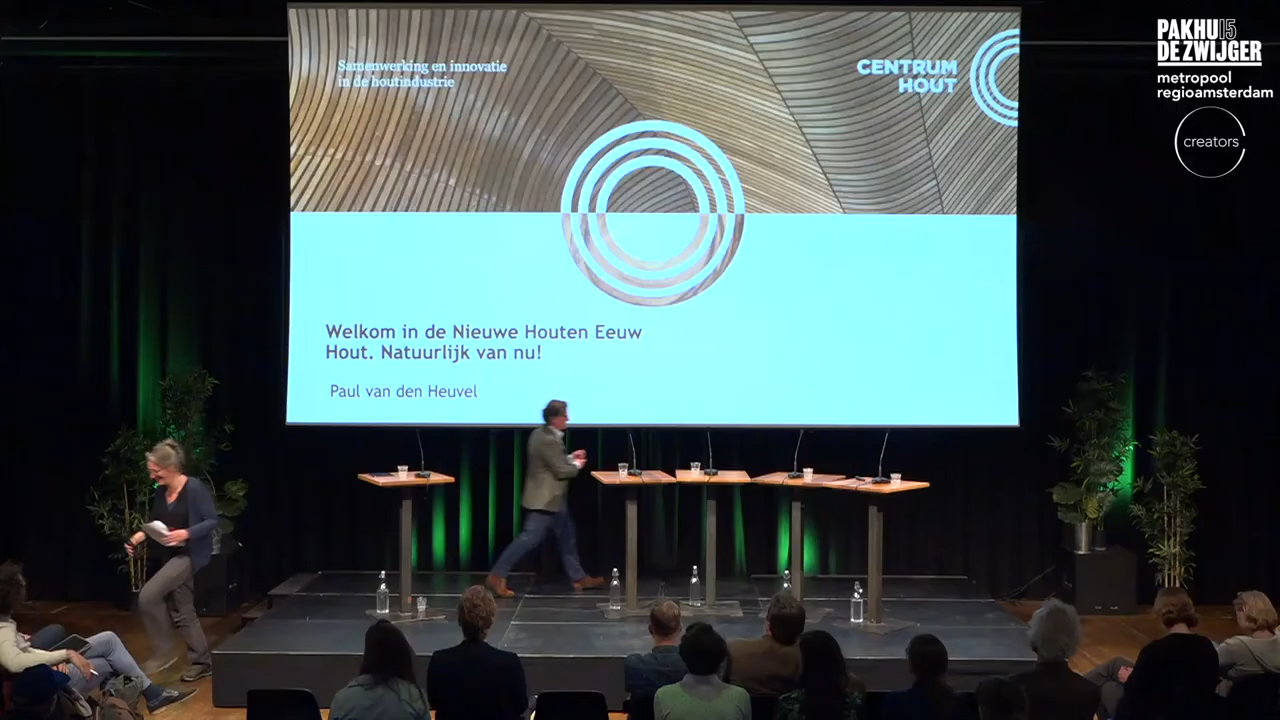 Samenwerking en innovatie
in de houtindustrie
CENTRUM
HOUT
Welkom in de Nieuwe Houten Eeuw
Hout. Natuurlijk van nu!
Paul van den Heuvel
PAKHU15
DE ZWIJGER
metropool
regioamsterdam
creators